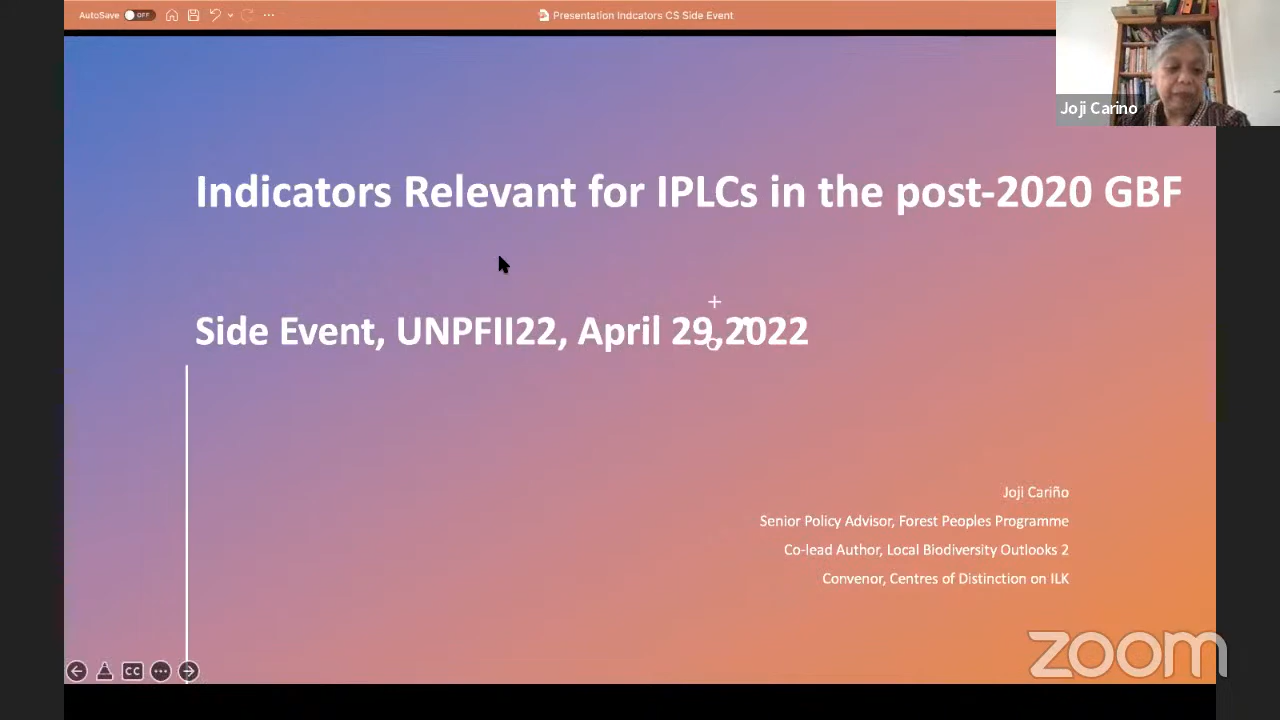 AutoSave OFF
Presentation Indcators CS Side Event
Joji Carino
Indicators Relevant for IPLCs in the post-2020 GBF
Side Event, UNPFII22, April 29,2022
Joji Cariño
Senior Policy Advisor, Forest Peoples Programme
Co-lead Author, Local Biodiversity Outlooks 2
Convenor, Centres of Distinction on ILK
CC
zoom